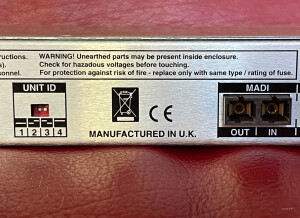 structions. WARNING! Unearthed parts may be present inside enclosure.
Check for hazardous voltages before touching.
sonnel. For protection against risk of fire - replace only with same type / rating of fuse.
UNIT ID
1 2 3 4
CE
MANUFACTURED IN U.K.
MADI
OUT IN